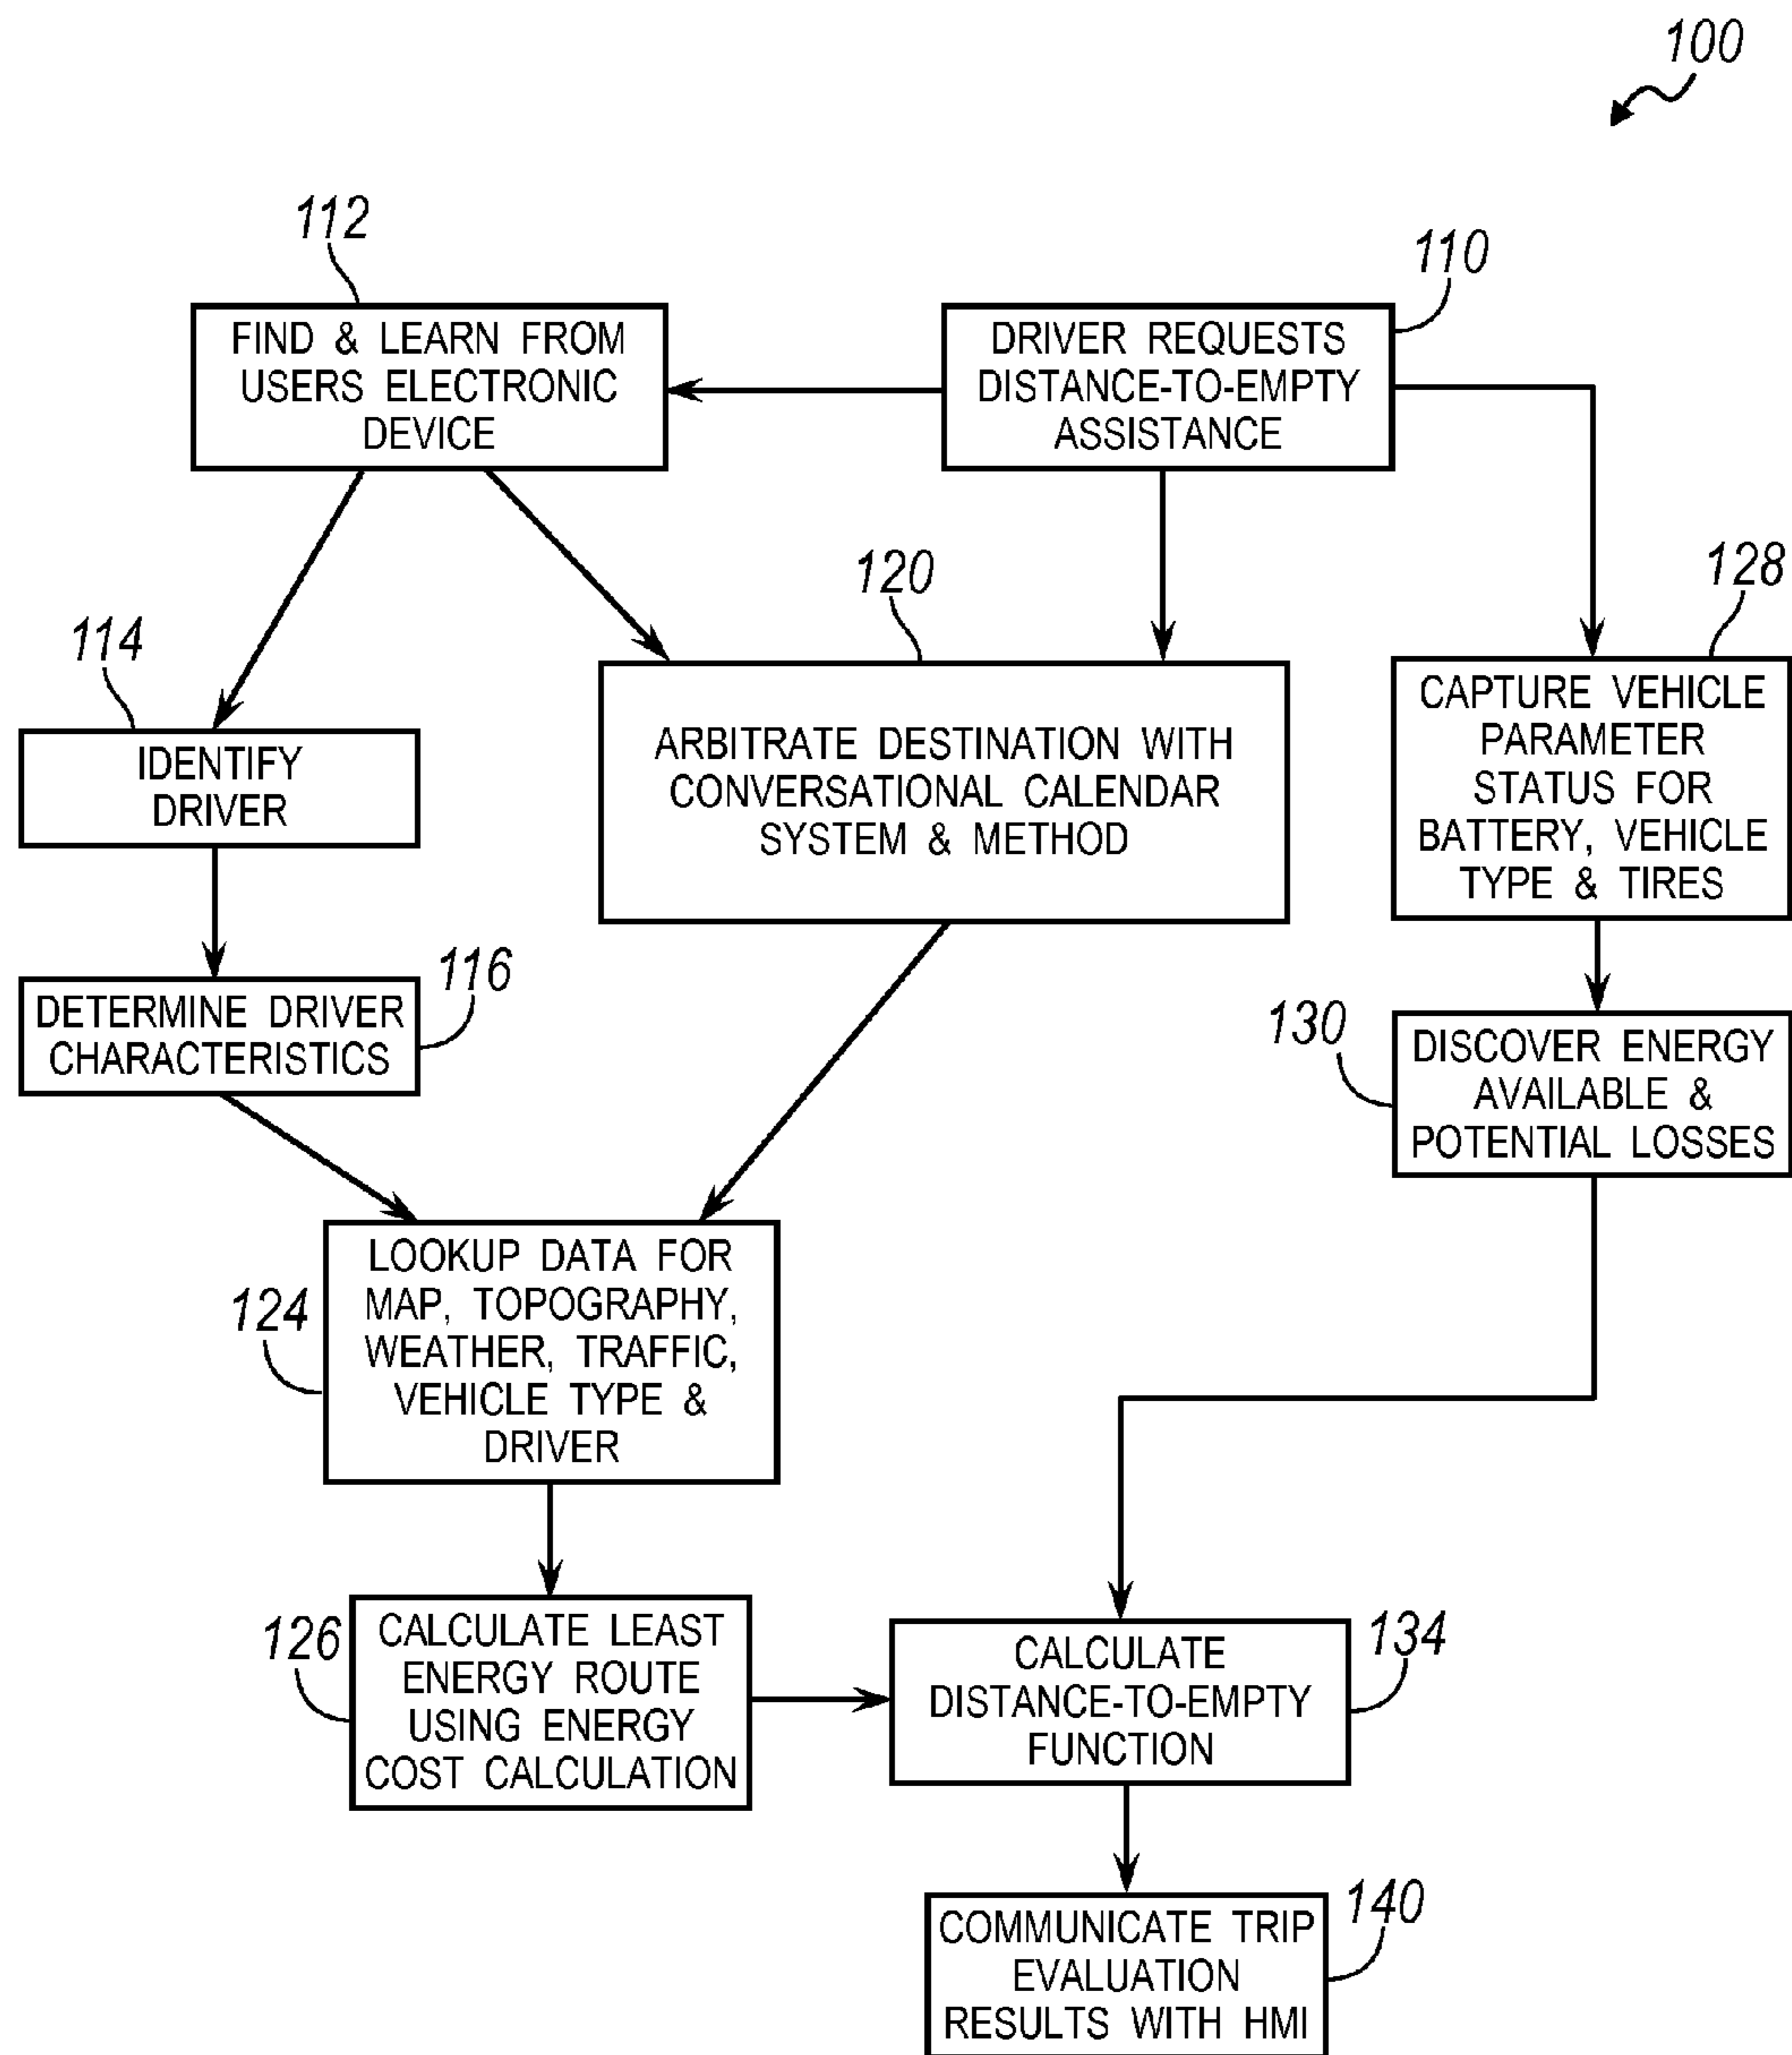 100
112
110
FIND & LEARN FROM
USERS ELECTRONIC
DEVICE
DRIVER REQUESTS
DISTANCE-TO-EMPTY
ASSISTANCE
120
128
114
IDENTIFY
DRIVER
ARBITRATE DESTINATION WITH
CONVERSATIONAL CALENDAR
SYSTEM & METHOD
CAPTURE VEHICLE
PARAMETER
STATUS FOR
BATTERY, VEHICLE
TYPE & TIRES
116
DETERMINE DRIVER
CHARACTERISTICS
130
DISCOVER ENERGY
AVAILABLE &
POTENTIAL LOSSES
124
LOOKUP DATA FOR
MAP, TOPOGRAPHY,
WEATHER, TRAFFIC,
VEHICLE TYPE &
DRIVER
126
CALCULATE LEAST
ENERGY ROUTE
USING ENERGY
COST CALCULATION
134
CALCULATE
DISTANCE-TO-EMPTY
FUNCTION
140
COMMUNICATE TRIP
EVALUATION
RESULTS WITH HMI